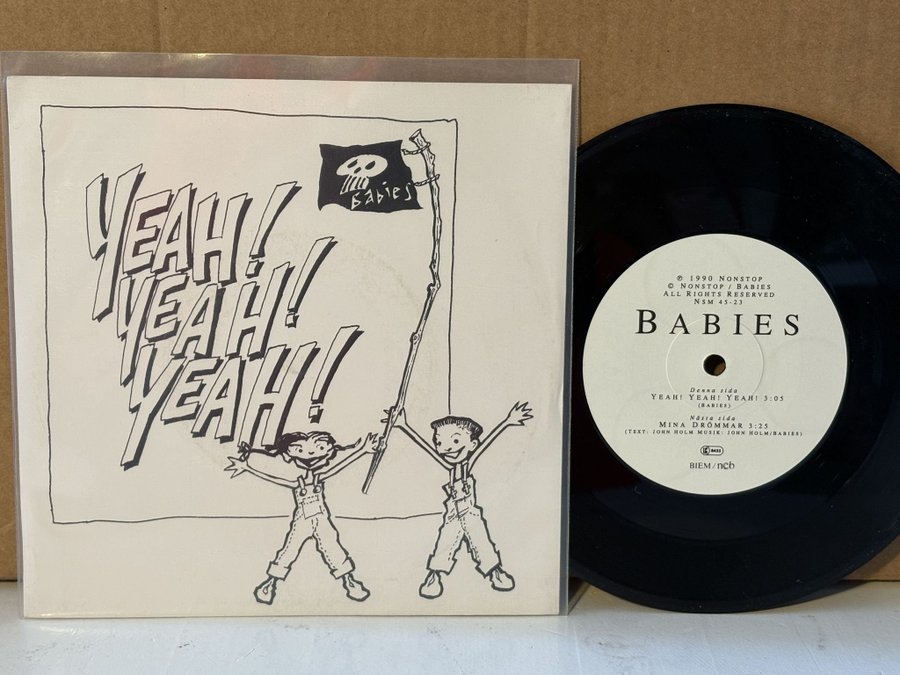 YEAH!
YEAH!
YEAH!
Babies
℗ 1990 NONSTOP
© NONSTOP / BABIES
ALL RIGHTS RESERVED
NSM 45-23
BABIES
Denna sida
YEAH! YEAH! YEAH! 3:05
(BABIES)
Nästa sida
MINA DRÖMMAR 3:25
(TEXT: JOHN HOLM MUSIK: JOHN HOLM/BABIES)
BIEM/ncb